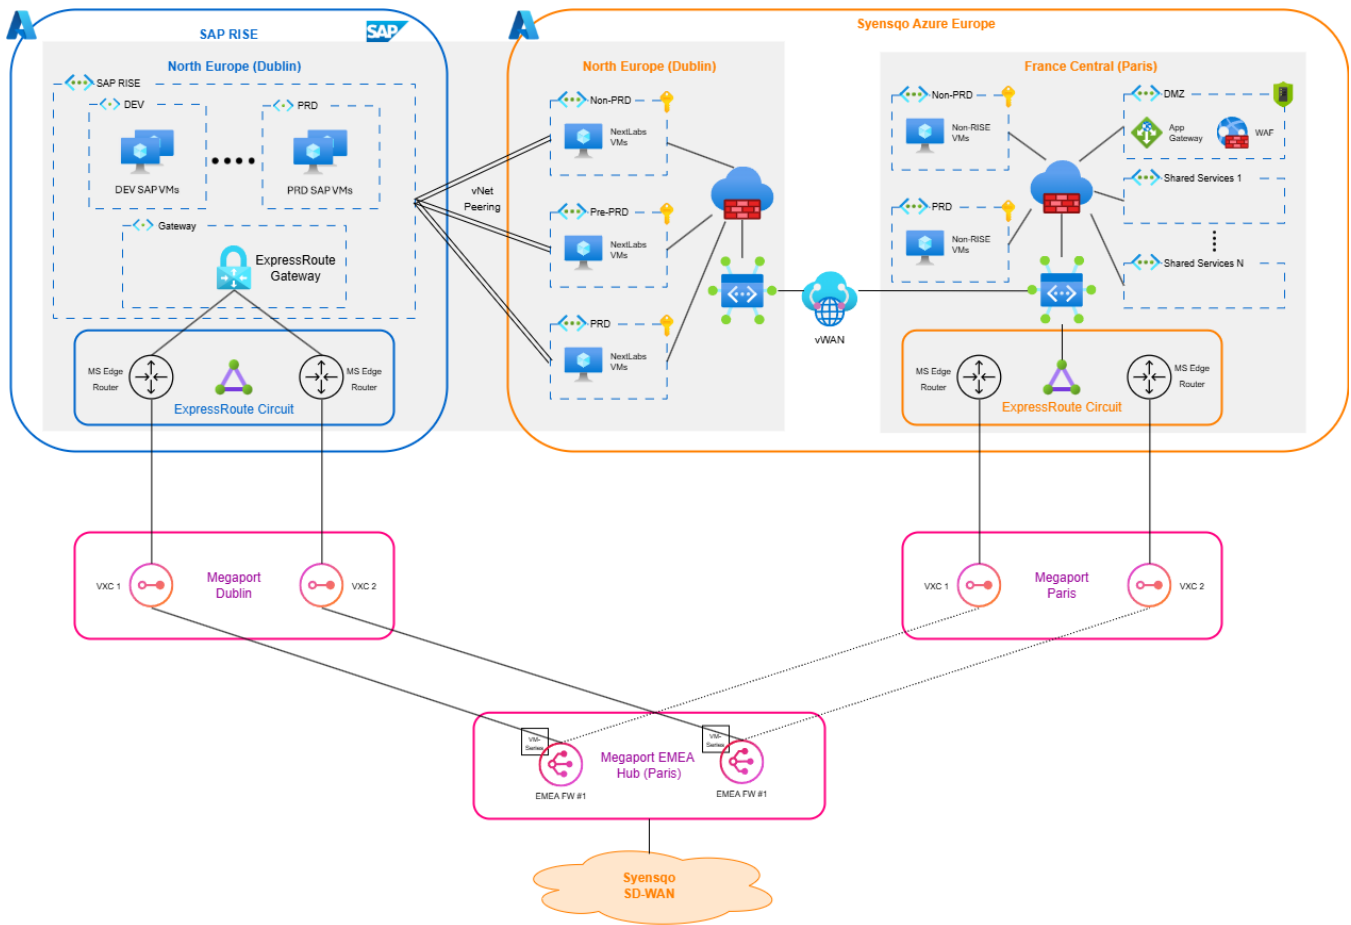 SAP RISE
SAP
North Europe (Dublin)
SAP RISE
DEV
PRD
DEV SAP VMs
PRD SAP VMs
Gateway
ExpressRoute
Gateway
MS Edge
Router
MS Edge
Router
ExpressRoute Circuit
vNet
Peering
Syensqo Azure Europe
North Europe (Dublin)
Non-PRD
NextLabs
VMs
Pre-PRD
NextLabs
VMs
PRD
NextLabs
VMs
vWAN
France Central (Paris)
Non-PRD
Non-RISE
VMs
PRD
Non-RISE
VMs
DMZ
App
Gateway
WAF
Shared Services 1
Shared Services N
MS Edge
Router
MS Edge
Router
ExpressRoute Circuit
VXC 1
Megaport
Dublin
VXC 2
VXC 1
Megaport
Paris
VXC 2
VM-
Series
EMEA FW #1
Megaport EMEA
Hub (Paris)
VM-
Series
EMEA FW #1
Syensqo
SD-WAN